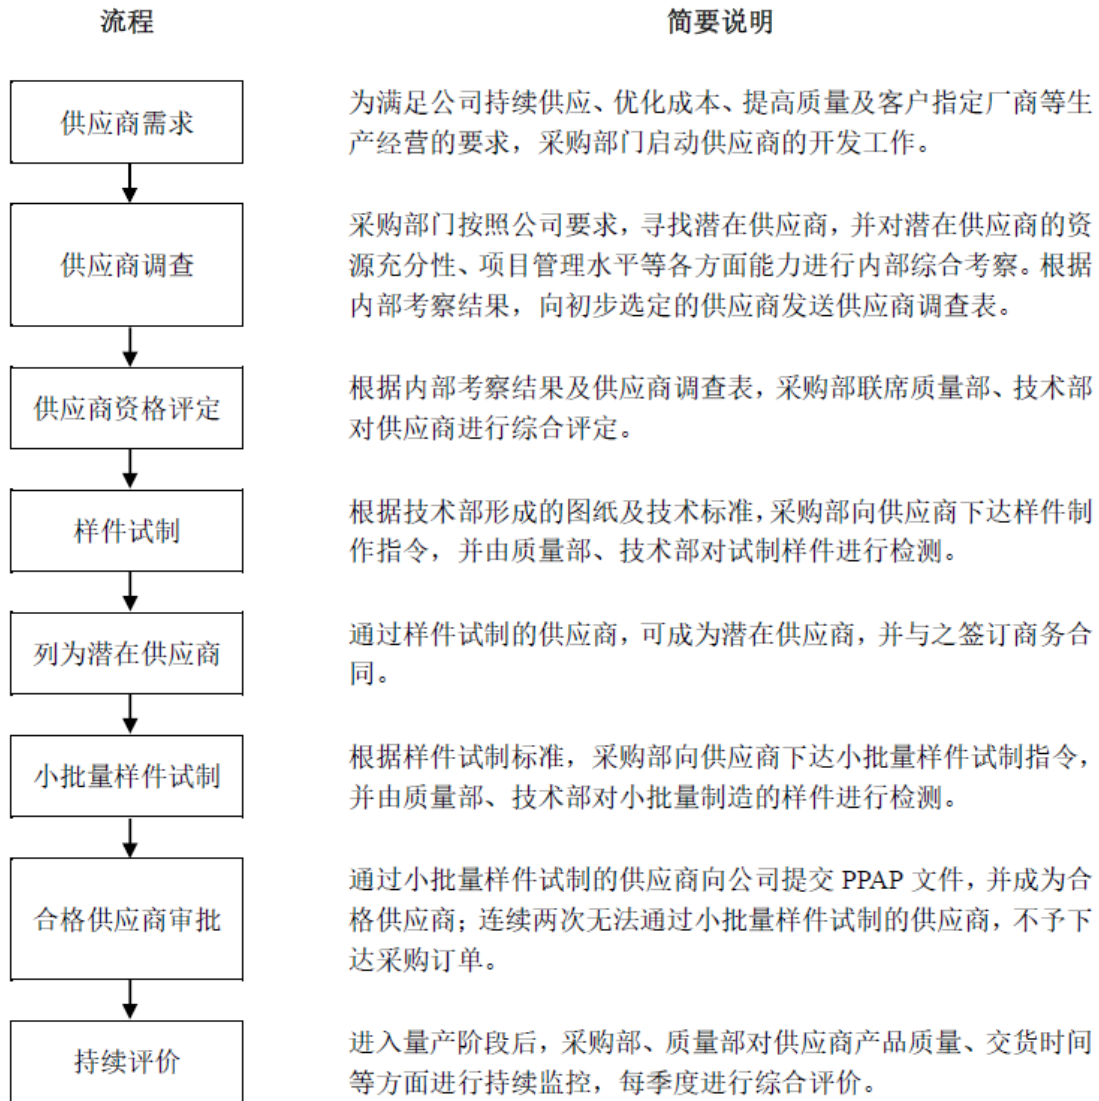 流程
简要说明
供应商需求
为满足公司持续供应、优化成本、提高质量及客户指定厂商等生
产经营的要求，采购部门启动供应商的开发工作。
供应商调查
采购部门按照公司要求，寻找潜在供应商，并对潜在供应商的资
源充分性、项目管理水平等各方面能力进行内部综合考察。根据
内部考察结果，向初步选定的供应商发送供应商调查表。
供应商资格评定
根据内部考察结果及供应商调查表，采购部联席质量部、技术部
对供应商进行综合评定。
样件试制
根据技术部形成的图纸及技术标准，采购部向供应商下达样件制
作指令，并由质量部、技术部对试制样件进行检测。
列为潜在供应商
通过样件试制的供应商，可成为潜在供应商，并与之签订商务合
同。
小批量样件试制
根据样件试制标准，采购部向供应商下达小批量样件试制指令，
并由质量部、技术部对小批量制造的样件进行检测。
合格供应商审批
通过小批量样件试制的供应商向公司提交 PPAP 文件，并成为合
格供应商；连续两次无法通过小批量样件试制的供应商，不予下
达采购订单。
持续评价
进入量产阶段后，采购部、质量部对供应商产品质量、交货时间
等方面进行持续监控，每季度进行综合评价。